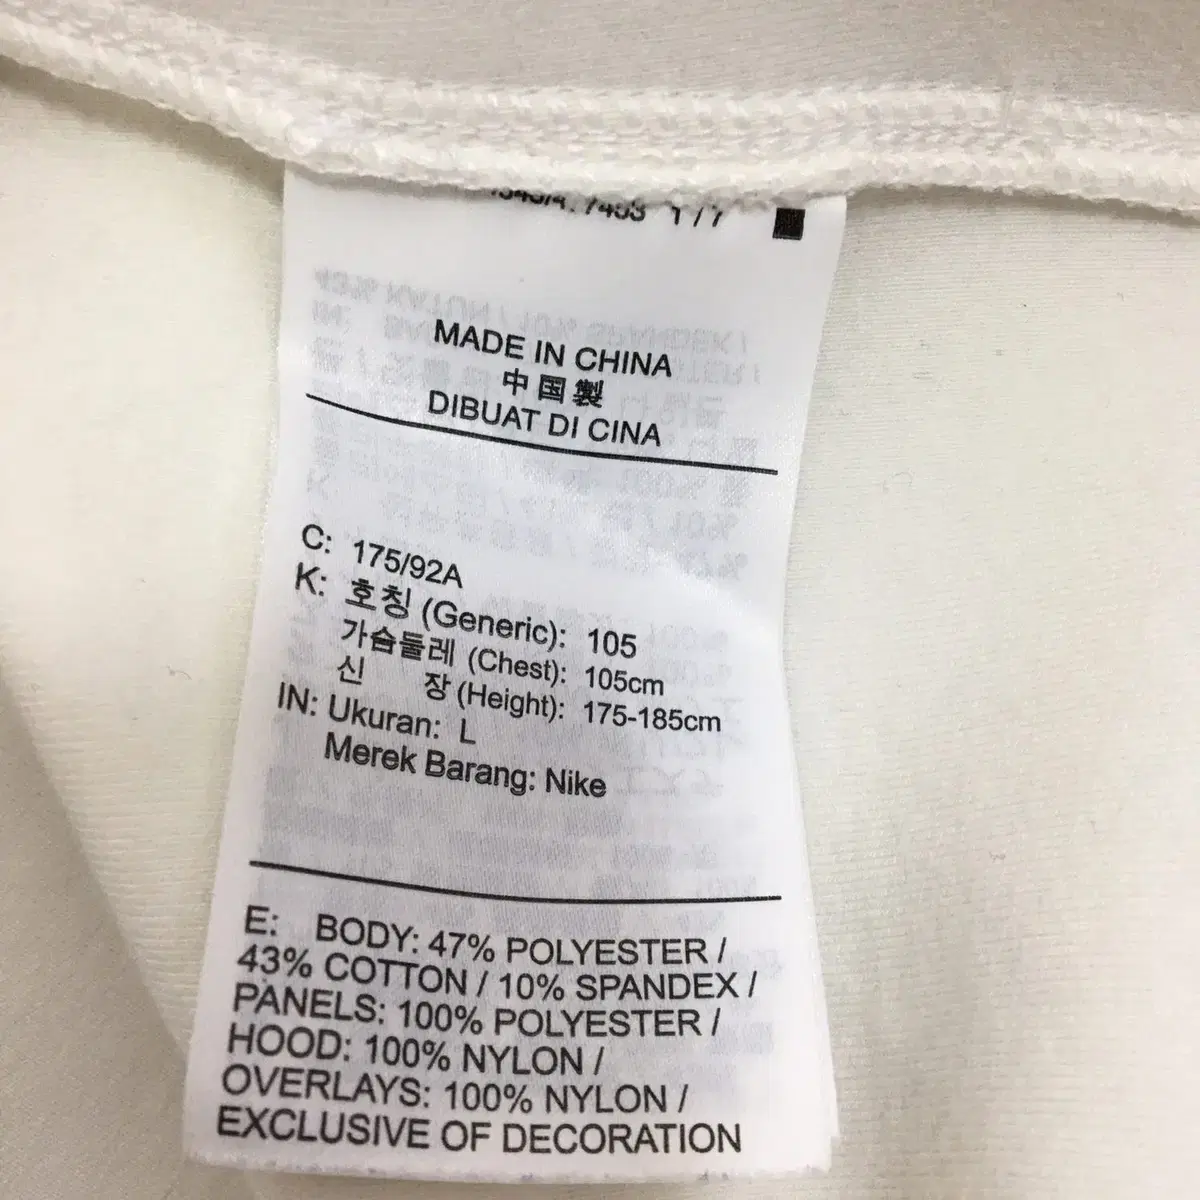 1 / 7
MADE IN CHINA
中国製
DIBUAT DI CINA
C: 175/92A
K: 호칭 (Generic): 105
가슴둘레 (Chest): 105cm
신 장 (Height): 175-185cm
IN: Ukuran: L
Merek Barang: Nike
E: BODY: 47% POLYESTER /
43% COTTON / 10% SPANDEX /
PANELS: 100% POLYESTER /
HOOD: 100% NYLON /
OVERLAYS: 100% NYLON /
EXCLUSIVE OF DECORATION